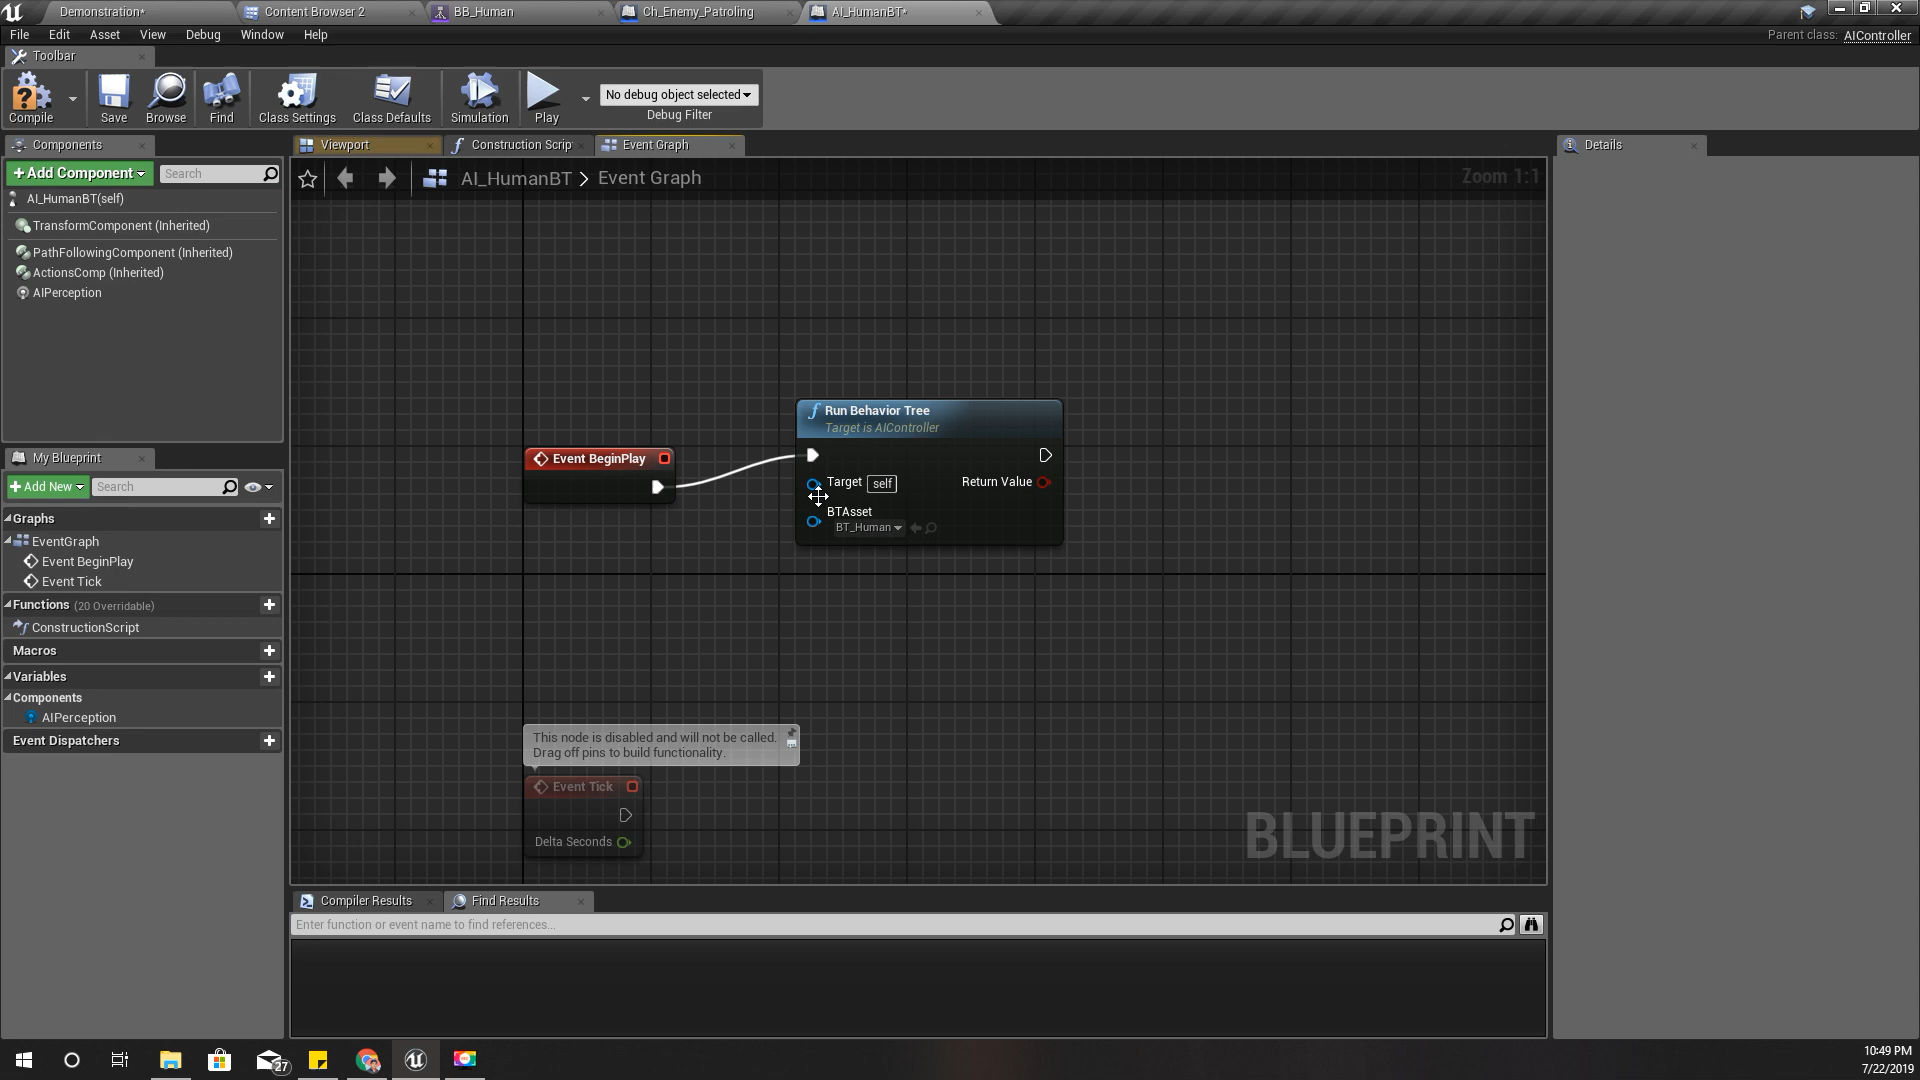 Demonstration*
Content Browser 2
BB_Human
Ch_Enemy_Patroling
AI_HumanBT*
File Edit Asset View Debug Window Help
Parent class: AIController
Toolbar
Compile
Save
Browse
Find
Class Settings
Class Defaults
Simulation
Play
No debug object selected
Debug Filter
Components
+Add Component
Search
AI_HumanBT(self)
TransformComponent (Inherited)
PathFollowingComponent (Inherited)
ActionsComp (Inherited)
AIPerception
My Blueprint
+Add New
Search
Graphs
EventGraph
Event BeginPlay
Event Tick
Functions (20 Overridable)
ConstructionScript
Macros
Variables
Components
AIPerception
Event Dispatchers
Viewport
Construction Scrip
Event Graph
AI_HumanBT > Event Graph
Zoom 1:1
Event BeginPlay
Run Behavior Tree
Target is AIController
Target self
Return Value
BTAsset
BT_Human
This node is disabled and will not be called.
Drag off pins to build functionality.
Event Tick
Delta Seconds
BLUEPRINT
Compiler Results
Find Results
Enter function or event name to find references...
Details
27
10:49 PM
7/22/2019